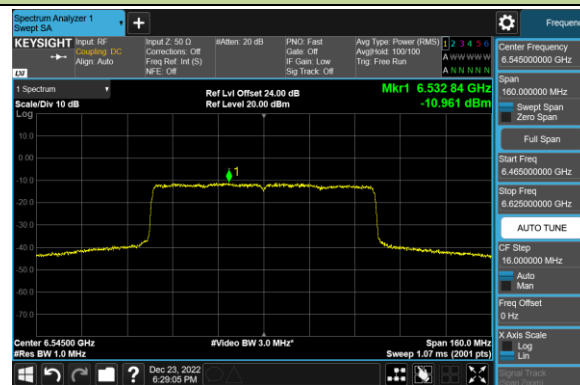 Spectrum Analyzer 1
Swept SA
Frequen
KEYSIGHT
Input: RF
Coupling: DC
Align: Auto
Input Z: 50 Ω
Corrections: Off
Freq Ref: Int (S)
NFE: Off
#Atten: 20 dB
PNO: Fast
Gate: Off
IF Gain: Low
Sig Track: Off
Avg Type: Power (RMS)
Avg|Hold: 100/100
Trig: Free Run
1 2 3 4 5 6
A W W W W W
A N N N N N
LXI
1 Spectrum
Scale/Div 10 dB
Log
Ref Lvl Offset 24.00 dB
Ref Level 20.00 dBm
Mkr1 6.532 84 GHz
-10.961 dBm
1
10.0
0.00
-10.0
-20.0
-30.0
-40.0
-50.0
-60.0
-70.0
Center 6.54500 GHz
#Res BW 1.0 MHz
#Video BW 3.0 MHz*
Span 160.0 MHz
Sweep 1.07 ms (2001 pts)
Center Frequency
6.545000000 GHz
Span
160.000000 MHz
Swept Span
Zero Span
Full Span
Start Freq
6.465000000 GHz
Stop Freq
6.625000000 GHz
AUTO TUNE
CF Step
16.000000 MHz
Auto
Man
Freq Offset
0 Hz
X Axis Scale
Log
Lin
Signal Track
Dec 23, 2022
6:29:05 PM